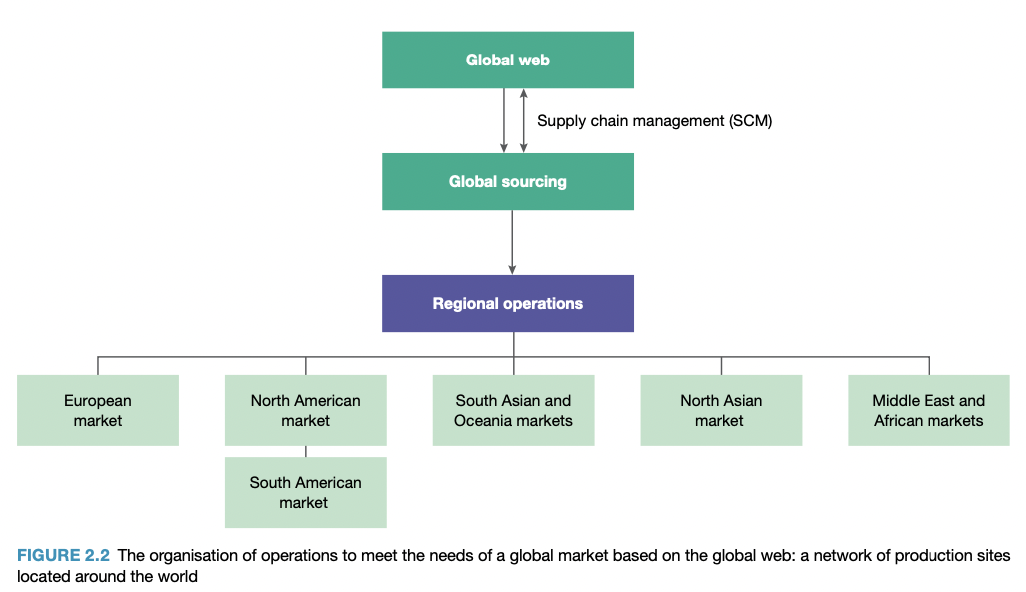 Global web
Supply chain management (SCM)
Global sourcing
Regional operations
European
market
North American
market
South Asian and
Oceania markets
North Asian
market
Middle East and
African markets
South American
market
FIGURE 2.2 The organisation of operations to meet the needs of a global market based on the global web: a network of production sites
located around the world